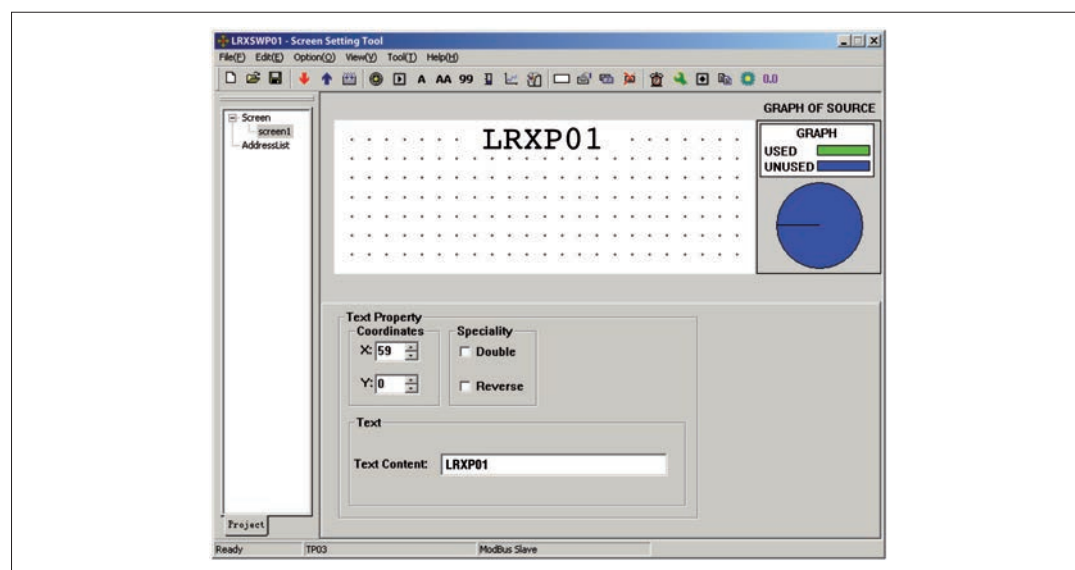 LRXSWP01 - Screen Setting Tool
File(F) Edit(E) Option(O) View(V) Tool(T) Help(H)
A AA 99 0.0
Screen
screen1
AddressList
LRXP01
GRAPH OF SOURCE
GRAPH
USED
UNUSED
Text Property
Coordinates
X: 59
Y: 0
Speciality
Double
Reverse
Text
Text Content: LRXP01
Project
Ready TP03 ModBus Slave